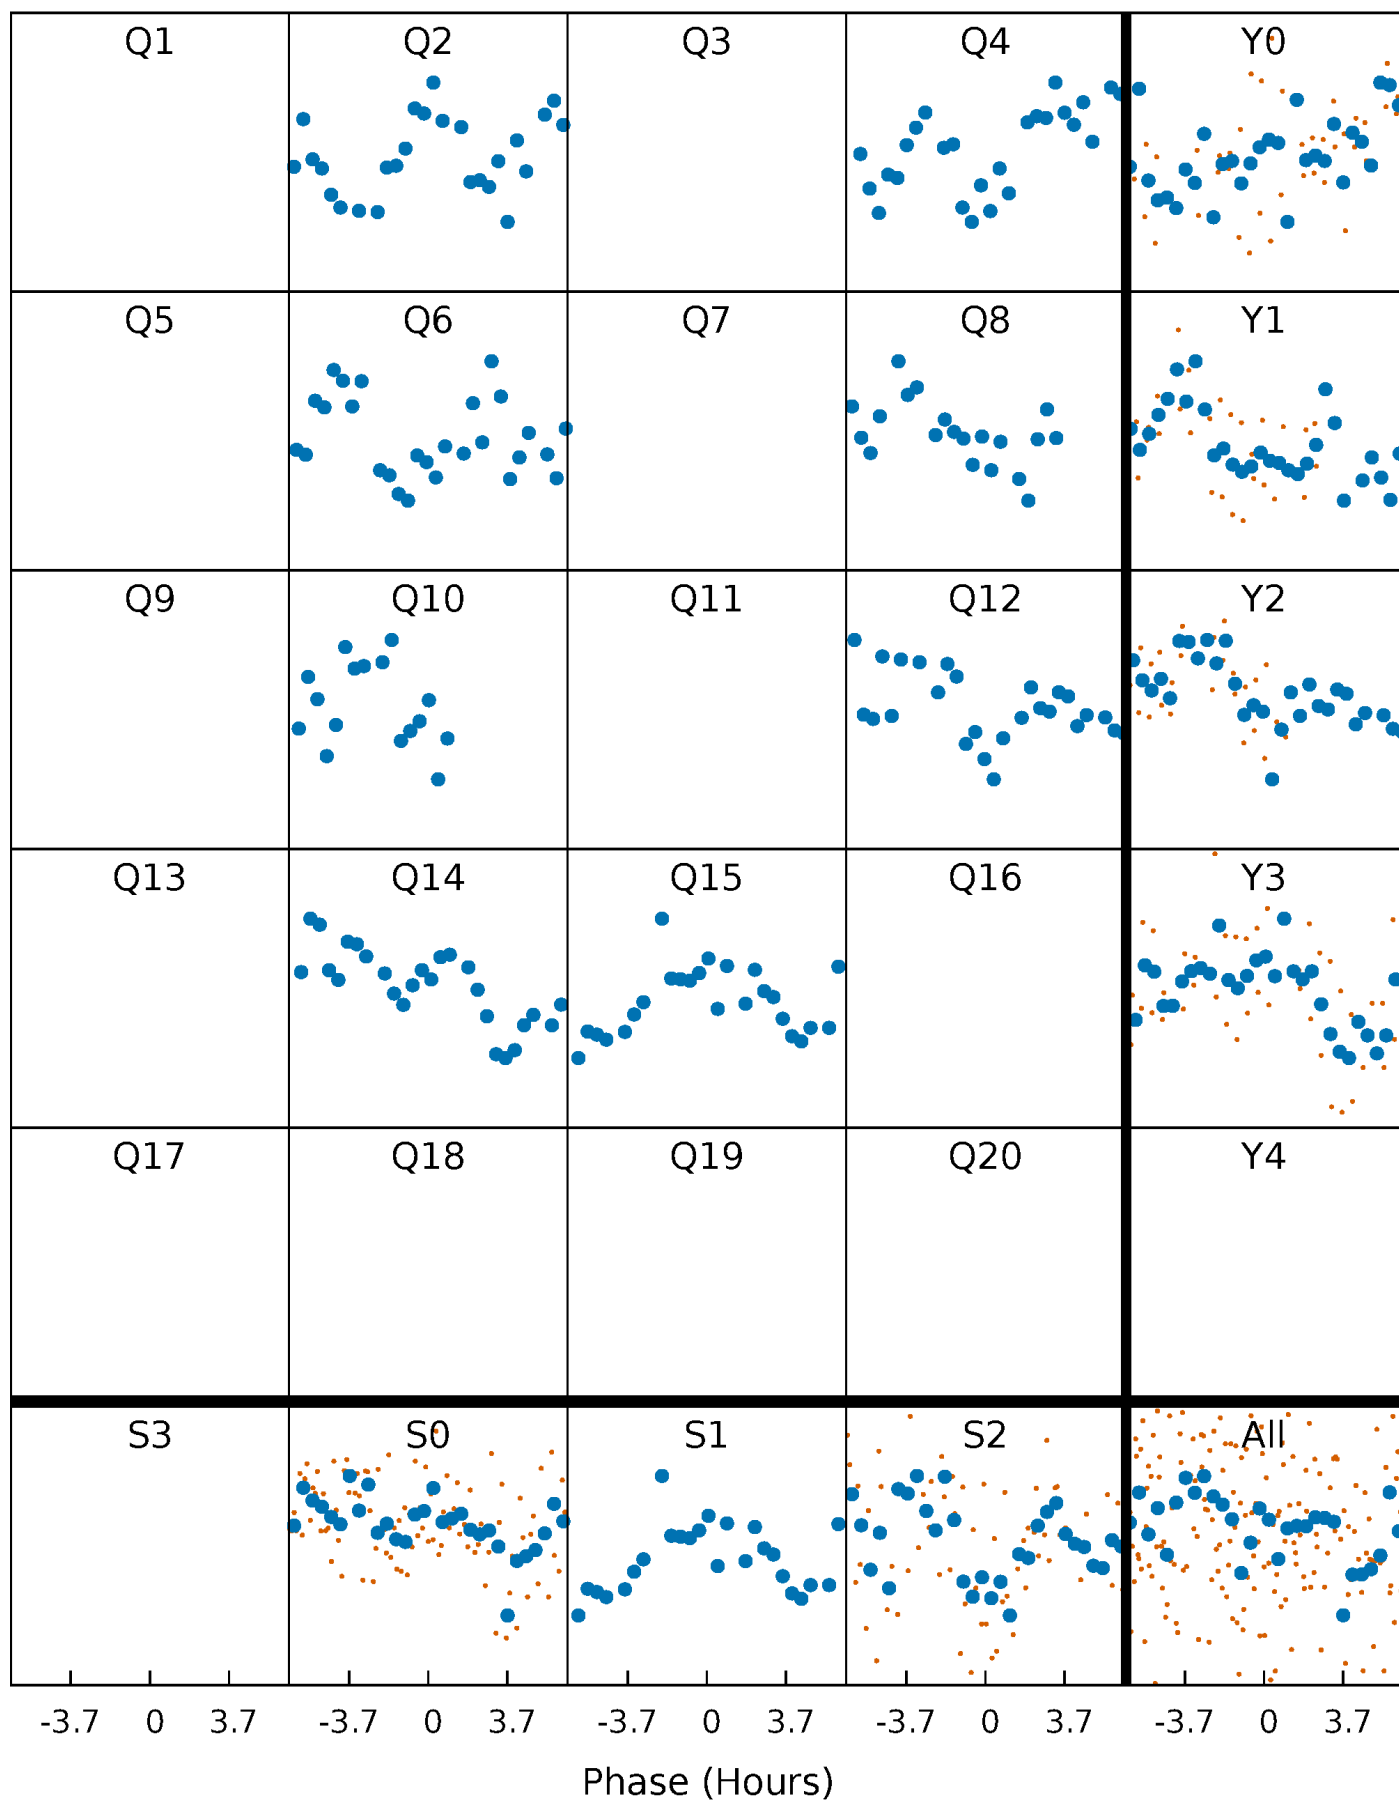 Q1 Q2 Q3 Q4 Y0
Q5 Q6 Q7 Q8 Y1
Q9 Q10 Q11 Q12 Y2
Q13 Q14 Q15 Q16 Y3
Q17 Q18 Q19 Q20 Y4
S3 S0 S1 S2 All
-3.7 0 3.7 -3.7 0 3.7 -3.7 0 3.7 -3.7 0 3.7 -3.7 0 3.7
Phase (Hours)